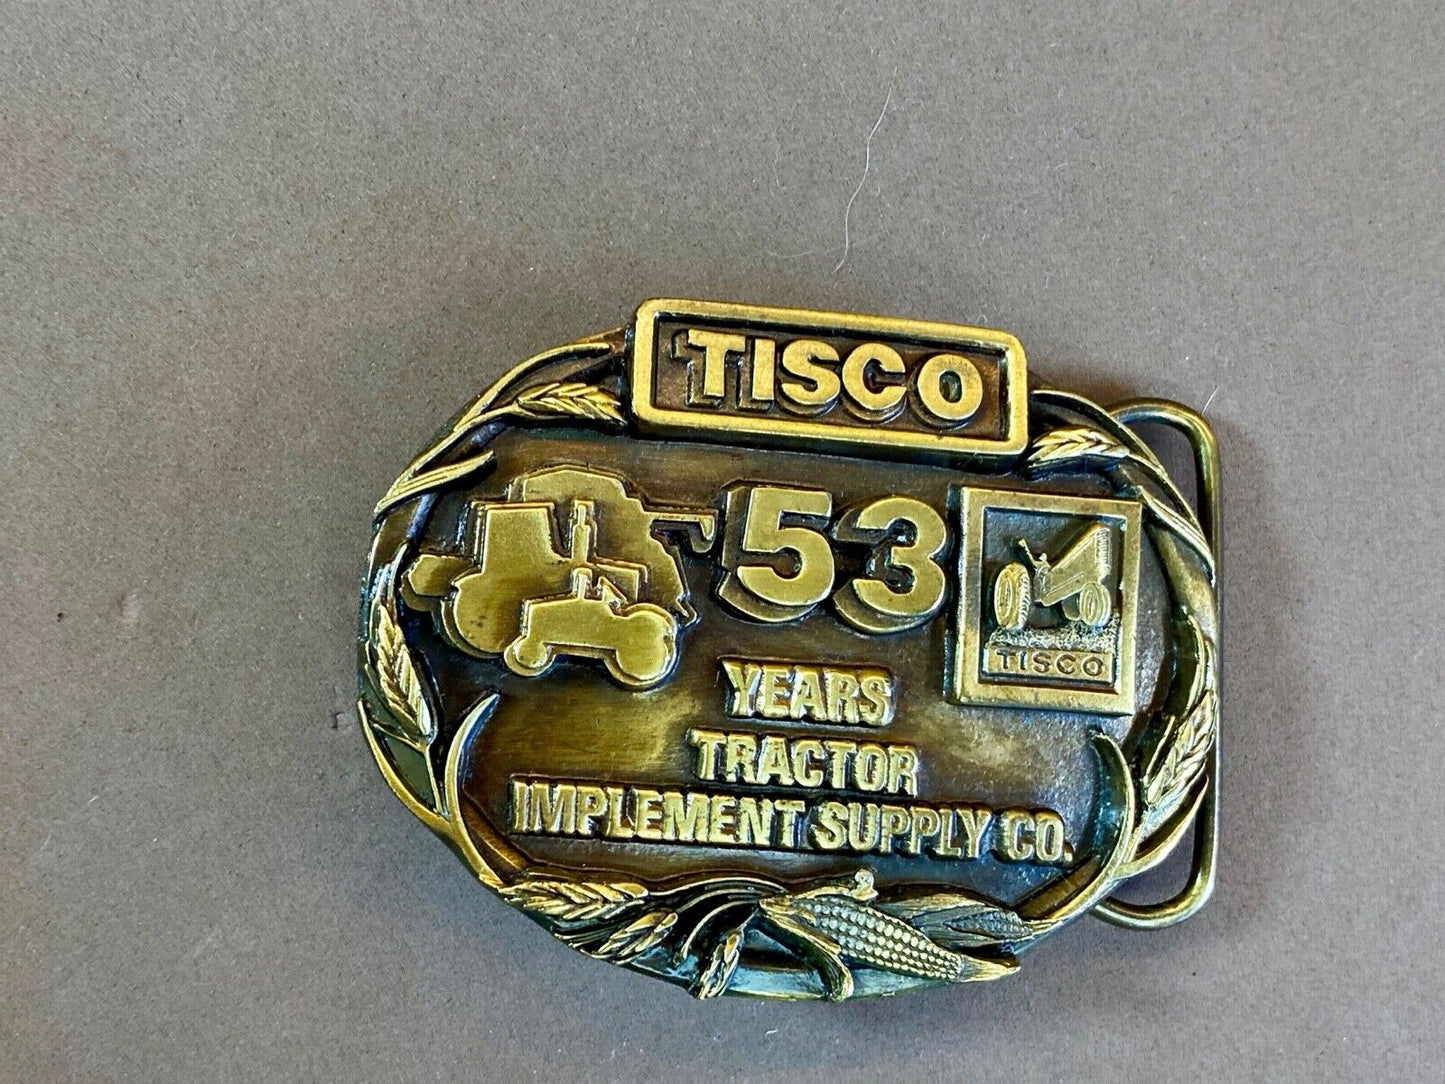 TISCO
53
TISCO
YEARS
TRACTOR
IMPLEMENT SUPPLY CO.